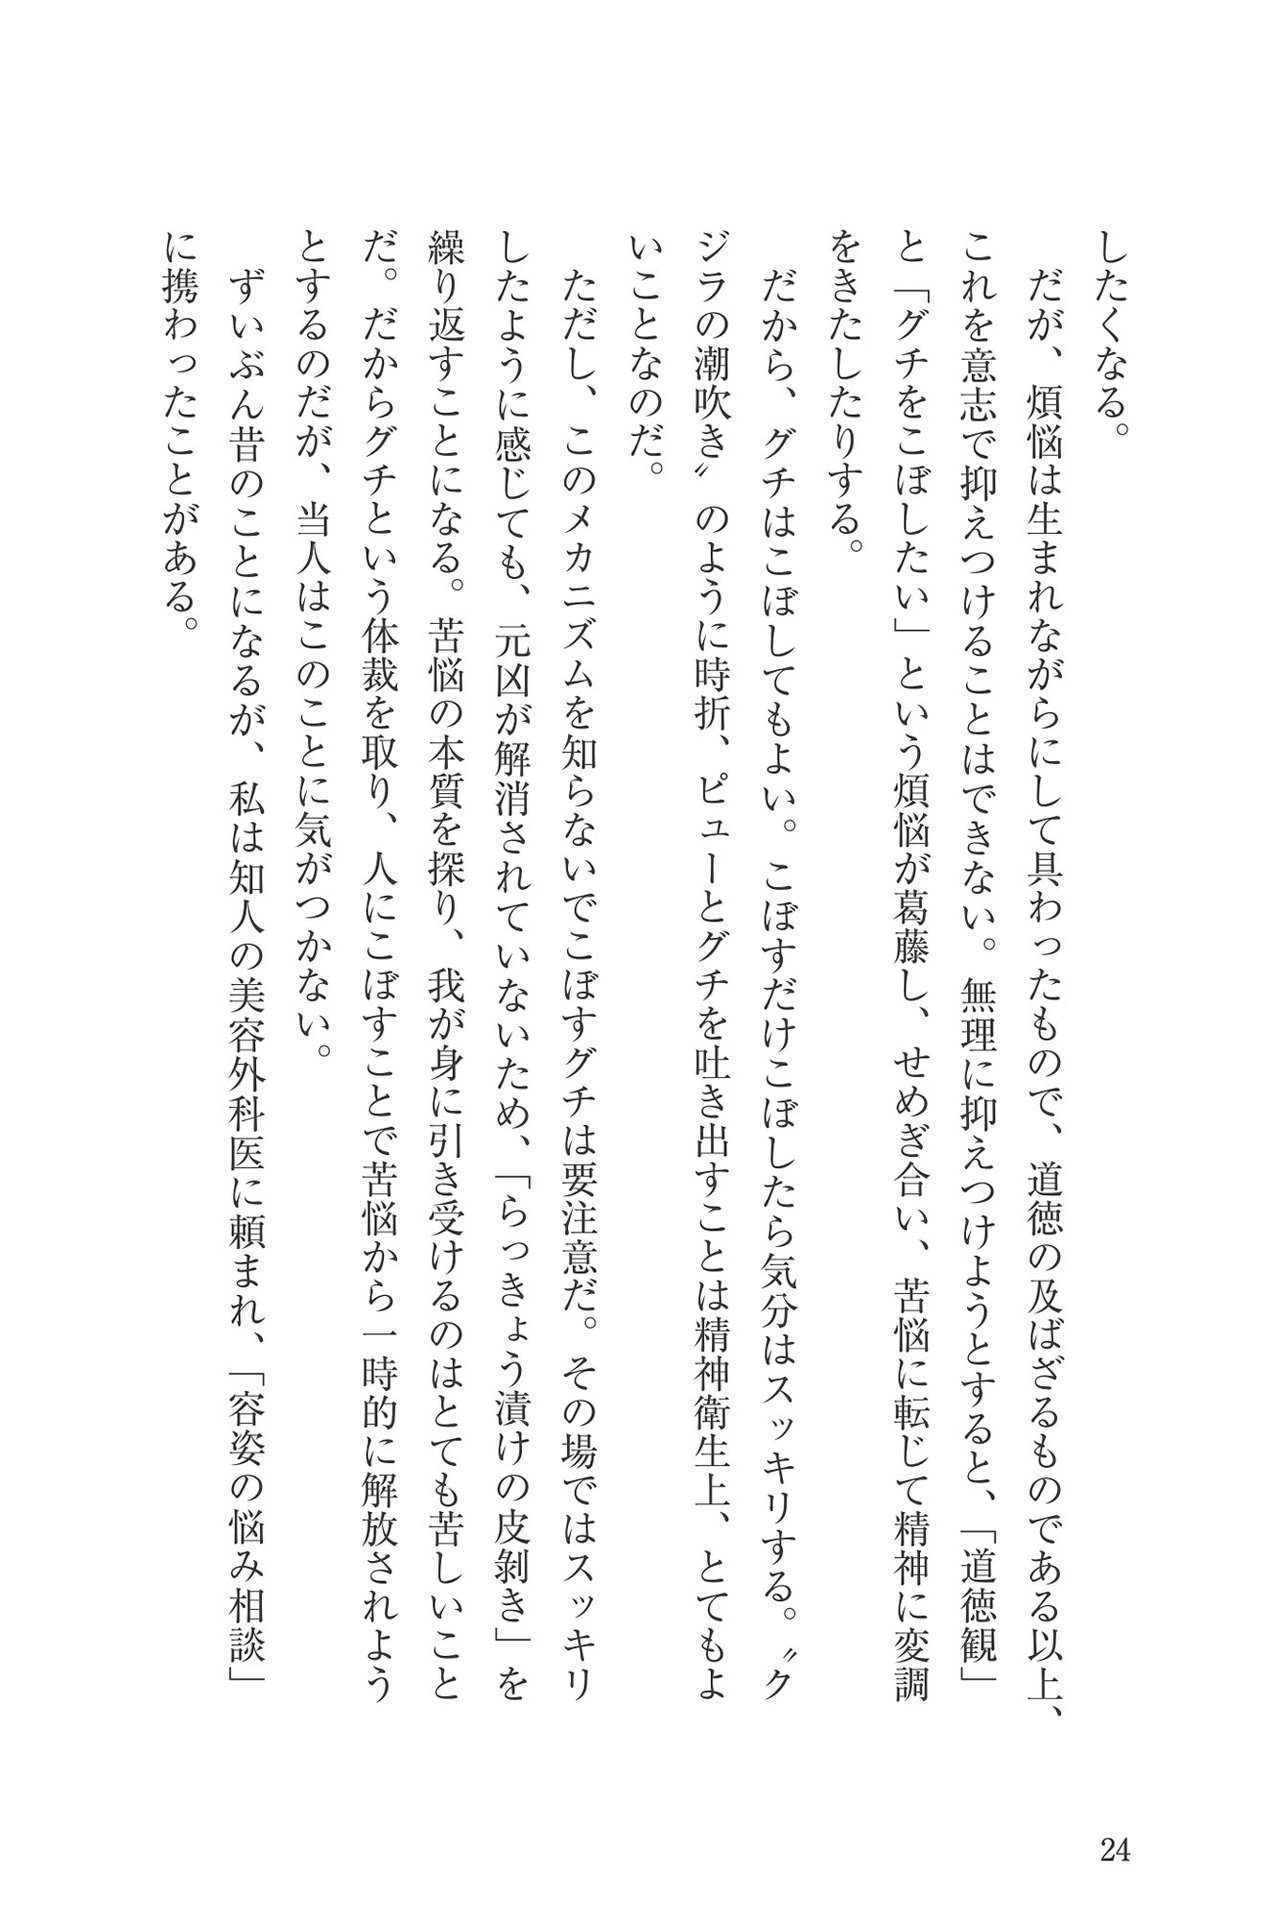 したくなる。
　だが、煩悩は生まれながらにして具わったもので、道徳の及ばざるものである以上、
これを意志で抑えつけることはできない。無理に抑えつけようとすると、「道徳観」
と「グチをこぼしたい」という煩悩が葛藤し、せめぎ合い、苦悩に転じて精神に変調
をきたしたりする。
　だから、グチはこぼしてもよい。こぼすだけこぼしたら気分はスッキリする。〝ク
ジラの潮吹き〟のように時折、ピューとグチを吐き出すことは精神衛生上、とてもよ
いことなのだ。
　ただし、このメカニズムを知らないでこぼすグチは要注意だ。その場ではスッキリ
したように感じても、元凶が解消されていないため、「らっきょう漬けの皮剝き」を
繰り返すことになる。苦悩の本質を探り、我が身に引き受けるのはとても苦しいこと
だ。だからグチという体裁を取り、人にこぼすことで苦悩から一時的に解放されよう
とするのだが、当人はこのことに気がつかない。
　ずいぶん昔のことになるが、私は知人の美容外科医に頼まれ、「容姿の悩み相談」
に携わったことがある。
24